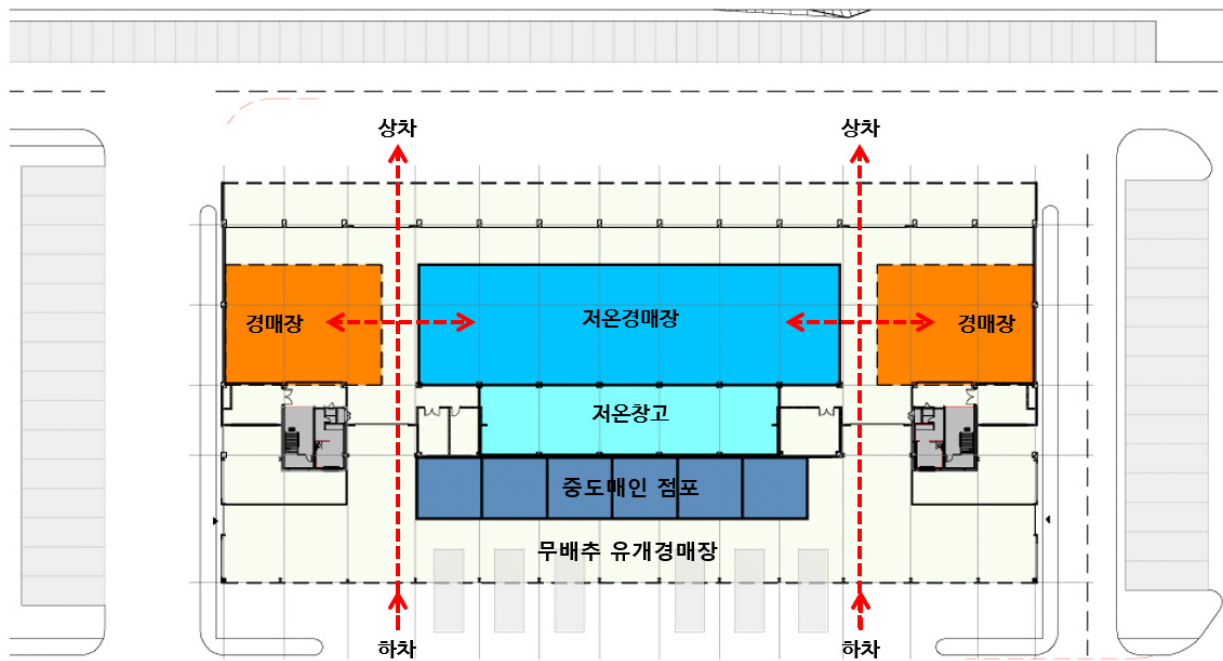 상차
상차
경매장
저온경매장
경매장
저온창고
중도매인 점포
무배추 유개경매장
하차
하차